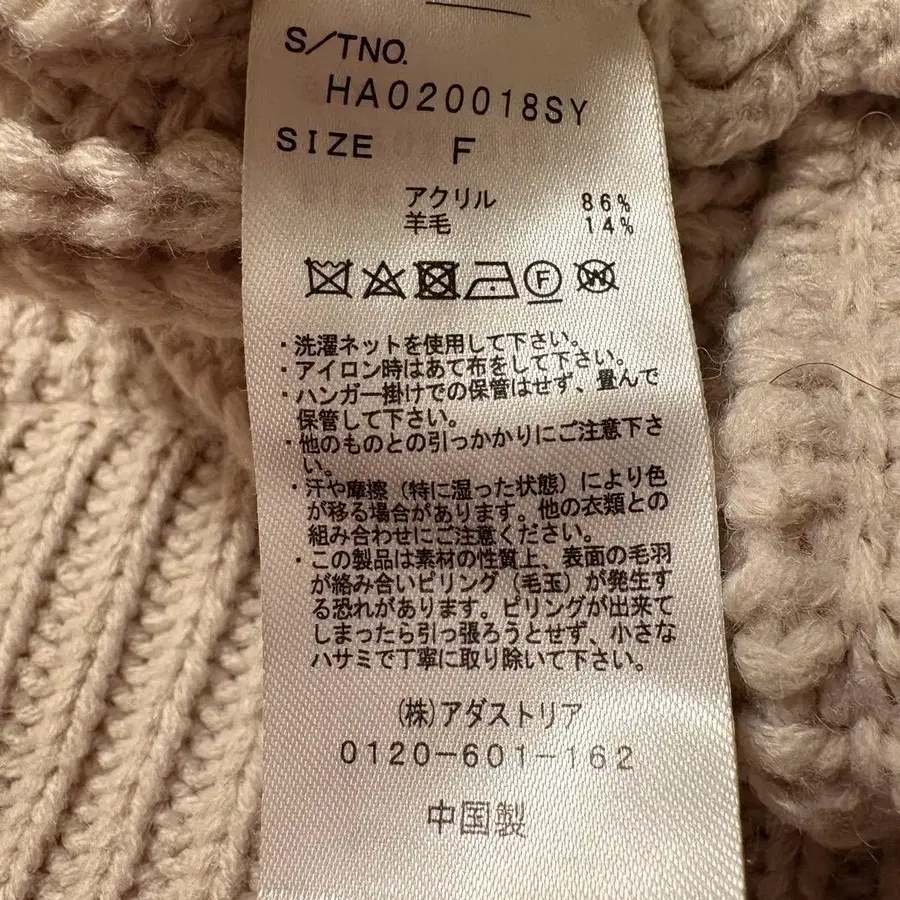 S/TNO.
HA020018SY
SIZE F
アクリル 86%
羊毛 14%
F
W
・洗濯ネットを使用して下さい。
・アイロン時はあて布をして下さい。
・ハンガー掛けでの保管はせず、畳んで
保管して下さい。
・他のものとの引っかかりにご注意下さ
い。
・汗や摩擦（特に湿った状態）により色
が移る場合があります。他の衣類との
組み合わせにご注意ください。
・この製品は素材の性質上、表面の毛羽
が絡み合いピリング（毛玉）が発生す
る恐れがあります。ピリングが出来て
しまったら引っ張ろうとせず、小さな
ハサミで丁寧に取り除いて下さい。
（株）アダストリア
0120-601-162
中国製